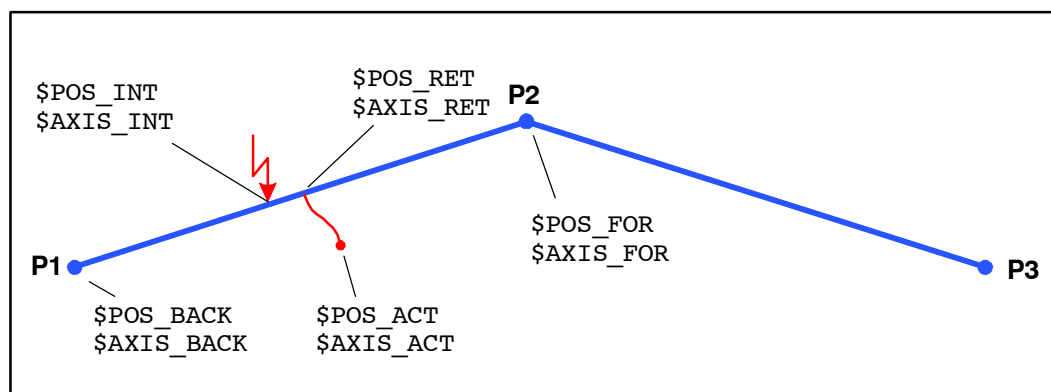 $POS_INT
$AXIS_INT
$POS_RET
$AXIS_RET
P2
$POS_FOR
$AXIS_FOR
P1
P3
$POS_BACK
$AXIS_BACK
$POS_ACT
$AXIS_ACT